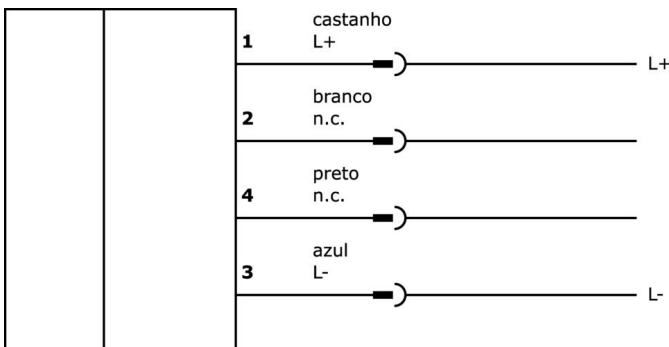 castanho
1 L+
L+
branco
2 n.c.
preto
4 n.c.
azul
3 L-
L-